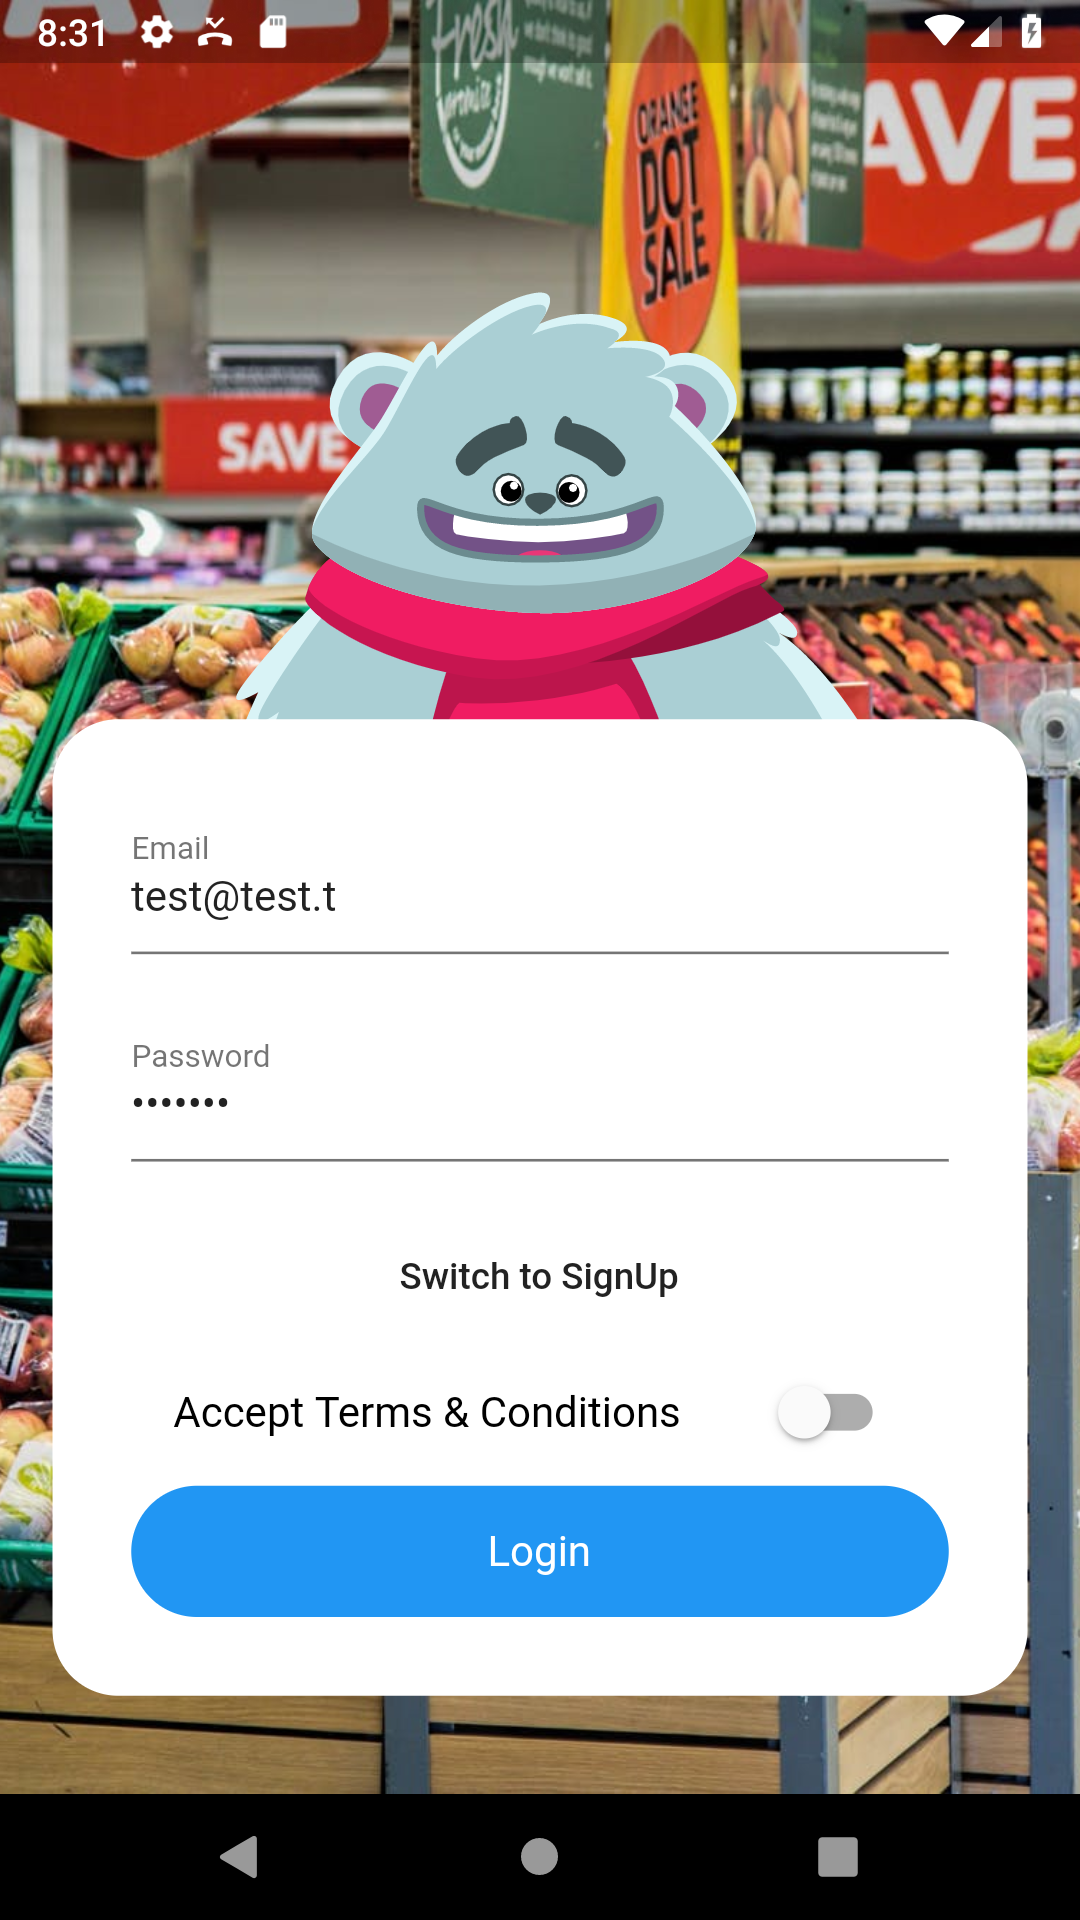 8:31
Fresh
ORANGE
DOT
SALE
AVE
SAVE
Email
test@test.t
Password
•••••••
Switch to SignUp
Accept Terms & Conditions
Login